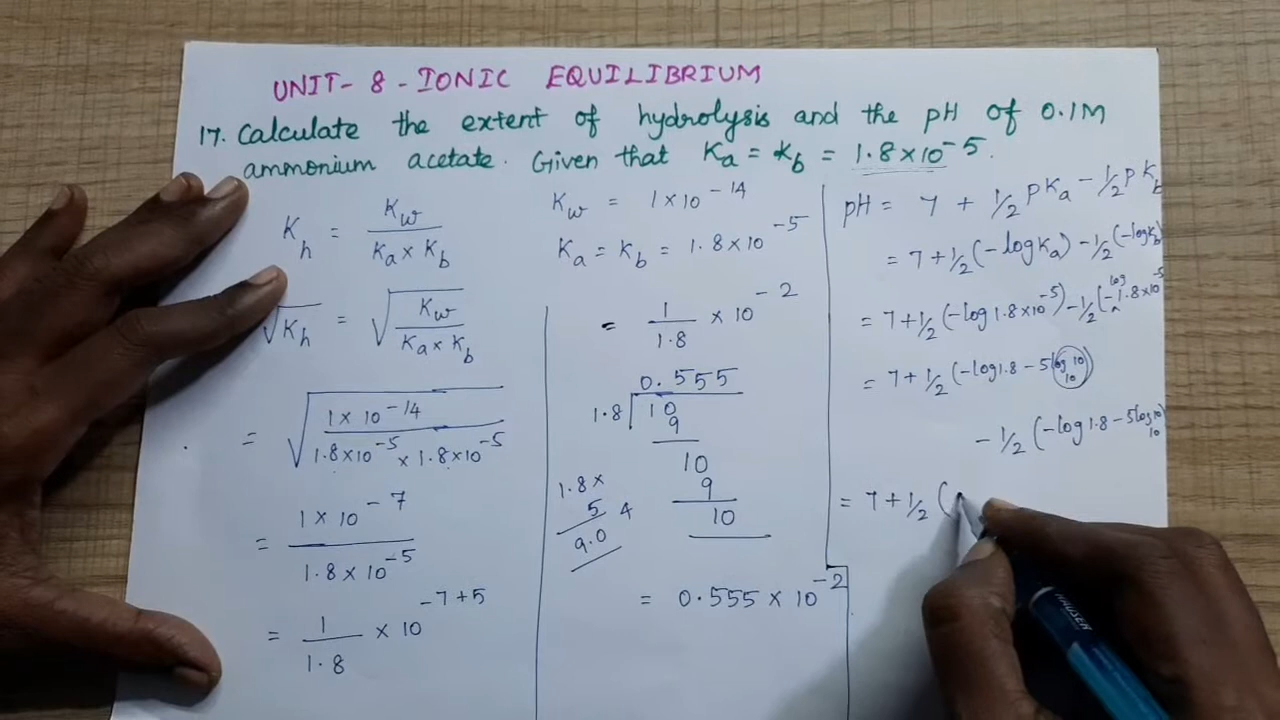 UNIT- 8 - IONIC EQUILIBRIUM
17. Calculate the extent of hydrolysis and the pH of 0.1M
ammonium acetate. Given that Ka = Kb = 1.8×10^-5.
Kh = Kw / Ka × Kb
√Kh = √(Kw / Ka × Kb)
= √(1 × 10^-14 / 1.8×10^-5 × 1.8×10^-5)
= 1 × 10^-7 / 1.8 × 10^-5
= 1 / 1.8 × 10^-7+5
Kw = 1×10^-14
Ka = Kb = 1.8×10^-5
= 1 / 1.8 × 10^-2
0.555
1.8 10
9
10
9
10
1.8 ×
5 4
9.0
= 0.555 × 10^-2
pH = 7 + 1/2 pKa - 1/2 pKb
= 7 + 1/2 (-log Ka) - 1/2 (-log Kb
= 7 + 1/2 (-log 1.8×10^-5) - 1/2 (-log 1.8×10^-5
= 7 + 1/2 (-log 1.8 - 5 log 10 10)
- 1/2 (-log 1.8 - 5 log 10 10
= 7 + 1/2 (
HAUSER